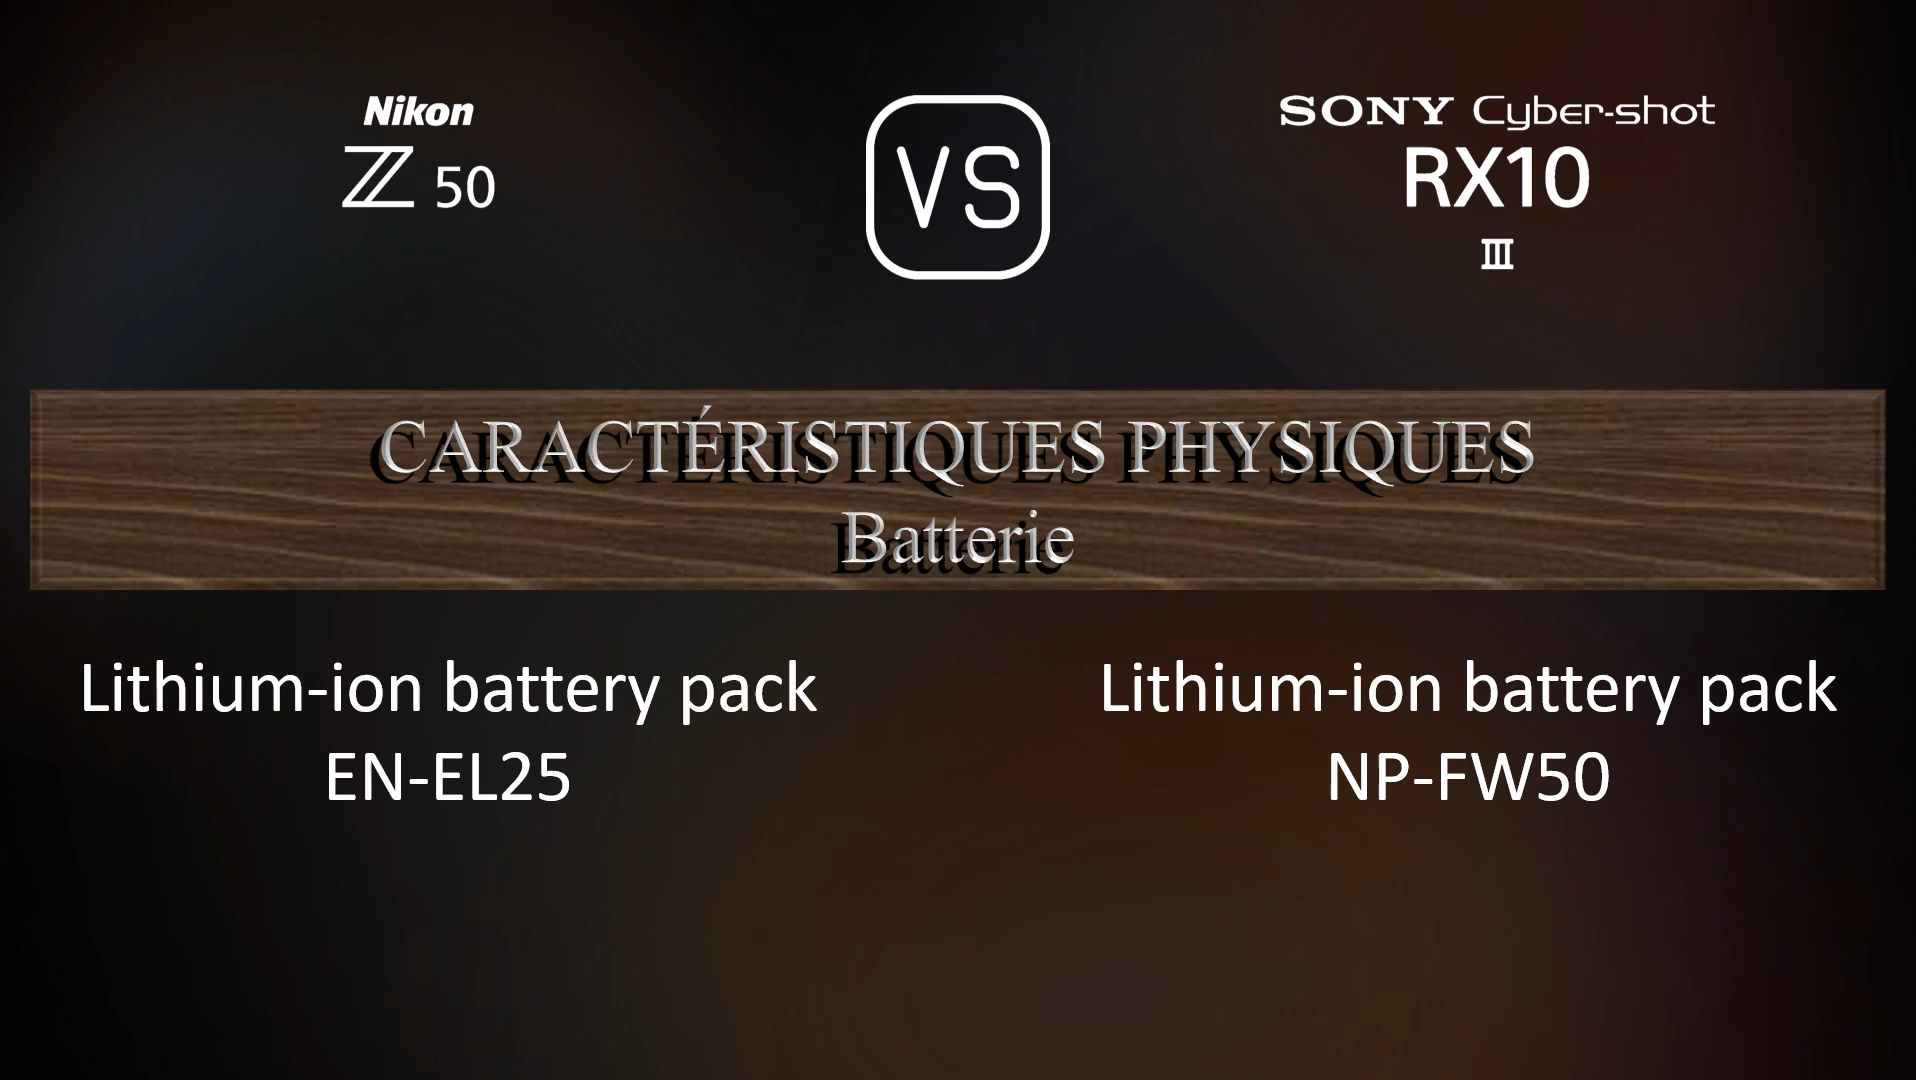 Nikon
Z 50
VS
SONY Cyber-shot
RX10
III
CARACTÉRISTIQUES PHYSIQUES
Batterie
Lithium-ion battery pack
EN-EL25
Lithium-ion battery pack
NP-FW50